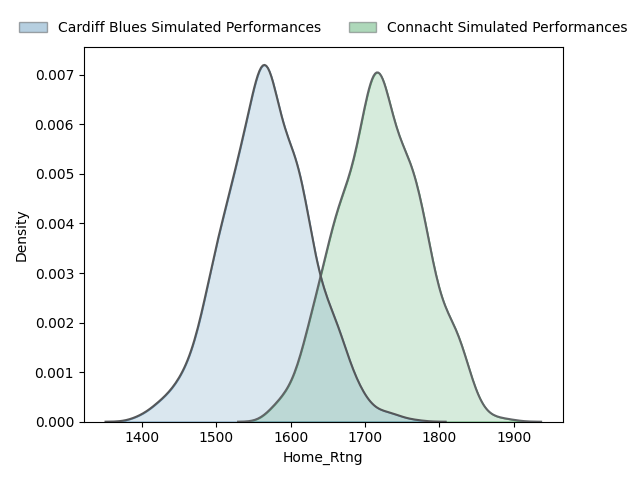 Cardiff Blues Simulated Performances Connacht Simulated Performances
0.007
0.006
0.005
0.004
0.003
0.002
0.001
0.000
Density
1400 1500 1600 1700 1800 1900
Home_Rtng